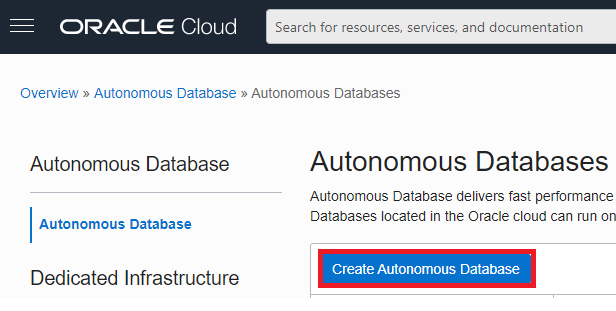 ORACLE Cloud
Search for resources, services, and documentation
Overview » Autonomous Database » Autonomous Databases
Autonomous Database
Autonomous Database
Dedicated Infrastructure
Autonomous Databases
Autonomous Database delivers fast performance
Databases located in the Oracle cloud can run on
Create Autonomous Database